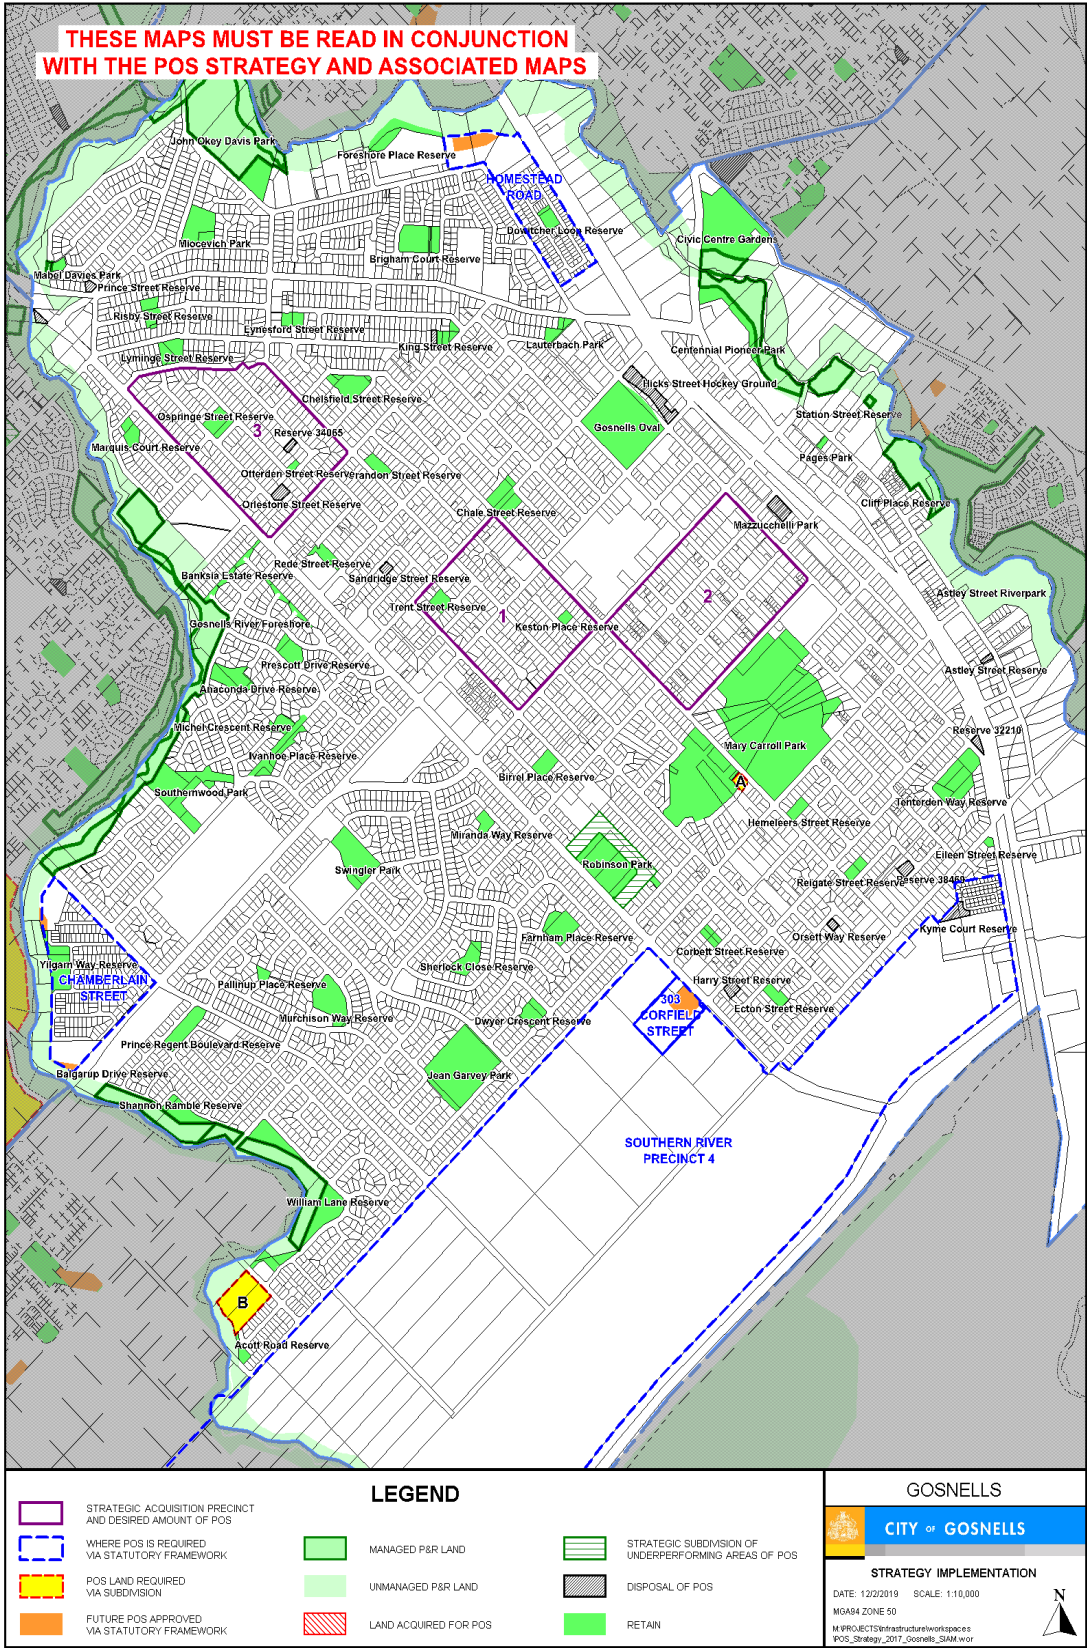 THESE MAPS MUST BE READ IN CONJUNCTION
WITH THE POS STRATEGY AND ASSOCIATED MAPS
John Okey Davis Park
Foreshore Place Reserve
HOMESTEAD
ROAD
Dowitcher Loop Reserve
Miocevich Park
Brigham Court Reserve
Civic Centre Gardens
Mabel Davies Park
Prince Street Reserve
Risby Street Reserve
Eynesford Street Reserve
King Street Reserve
Lauterbach Park
Centennial Pioneer Park
Lyminge Street Reserve
Hicks Street Hockey Ground
Chelsfield Street Reserve
Ospringe Street Reserve
3
Reserve 34065
Gosnells Oval
Station Street Reserve
Marquis Court Reserve
Pages Park
Otterden Street Reserve
randon Street Reserve
Orlestone Street Reserve
Chale Street Reserve
Cliff Place Reserve
Mazzucchelli Park
Rede Street Reserve
Sandridge Street Reserve
Banksia Estate Reserve
Astley Street Riverpark
Trent Street Reserve
1
2
Gosnells River Foreshore
Keston Place Reserve
Prescott Drive Reserve
Astley Street Reserve
Anaconda Drive Reserve
Michel Crescent Reserve
Reserve 32210
Ivanhoe Place Reserve
Mary Carroll Park
Southernwood Park
Birrel Place Reserve
A
Tenterden Way Reserve
Hemeleers Street Reserve
Miranda Way Reserve
Eileen Street Reserve
Swingler Park
Robinson Park
Reigate Street Reserve
Reserve 38460
Kyme Court Reserve
Farnham Place Reserve
Orsett Way Reserve
Corbett Street Reserve
Yilgarn Way Reserve
CHAMBERLAIN
STREET
Sherlock Close Reserve
Pallinup Place Reserve
Harry Street Reserve
303
CORFIELD
STREET
Ecton Street Reserve
Murchison Way Reserve
Dwyer Crescent Reserve
Prince Regent Boulevard Reserve
Balgarup Drive Reserve
Jean Garvey Park
Shannon Ramble Reserve
SOUTHERN RIVER
PRECINCT 4
William Lane Reserve
B
Acott Road Reserve
LEGEND
STRATEGIC ACQUISITION PRECINCT
AND DESIRED AMOUNT OF POS
WHERE POS IS REQUIRED
VIA STATUTORY FRAMEWORK
POS LAND REQUIRED
VIA SUBDIVISION
FUTURE POS APPROVED
VIA STATUTORY FRAMEWORK
MANAGED P&R LAND
UNMANAGED P&R LAND
LAND ACQUIRED FOR POS
STRATEGIC SUBDIVISION OF
UNDERPERFORMING AREAS OF POS
DISPOSAL OF POS
RETAIN
GOSNELLS
CITY OF GOSNELLS
STRATEGY IMPLEMENTATION
DATE: 12/2/2019 SCALE: 1:10,000
MGA94 ZONE 50
N
M:\PROJECTS\Infrastructure\workspaces
\POS_Strategy_2017_Gosnells_SIAM.wor